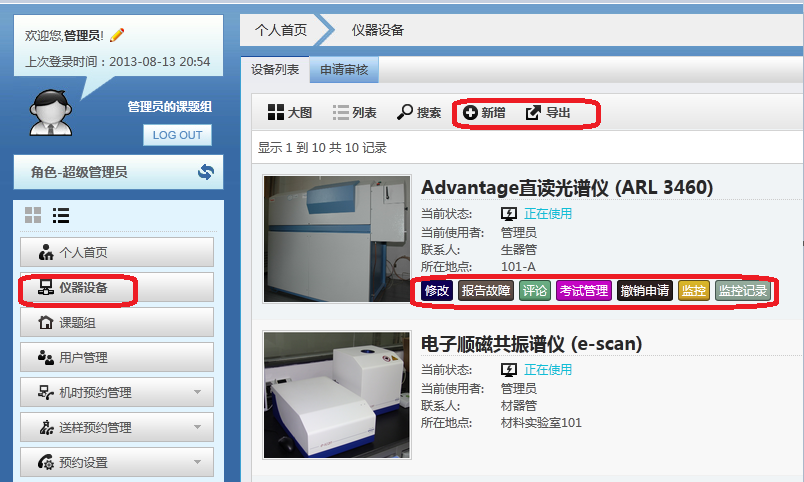 欢迎您,管理员!
上次登录时间：2013-08-13 20:54
管理员的课题组
LOG OUT
角色-超级管理员
个人首页
仪器设备
课题组
用户管理
机时预约管理
送样预约管理
预约设置
个人首页 仪器设备
设备列表 申请审核
大图 列表 搜索 新增 导出
显示 1 到 10 共 10 记录
Advantage直读光谱仪 (ARL 3460)
当前状态: 正在使用
当前使用者: 管理员
联系人: 生器管
所在地点: 101-A
修改 报告故障 评论 考试管理 撤销申请 监控 监控记录
电子顺磁共振谱仪 (e-scan)
当前状态: 正在使用
当前使用者: 管理员
联系人: 材器管
所在地点: 材料实验室101